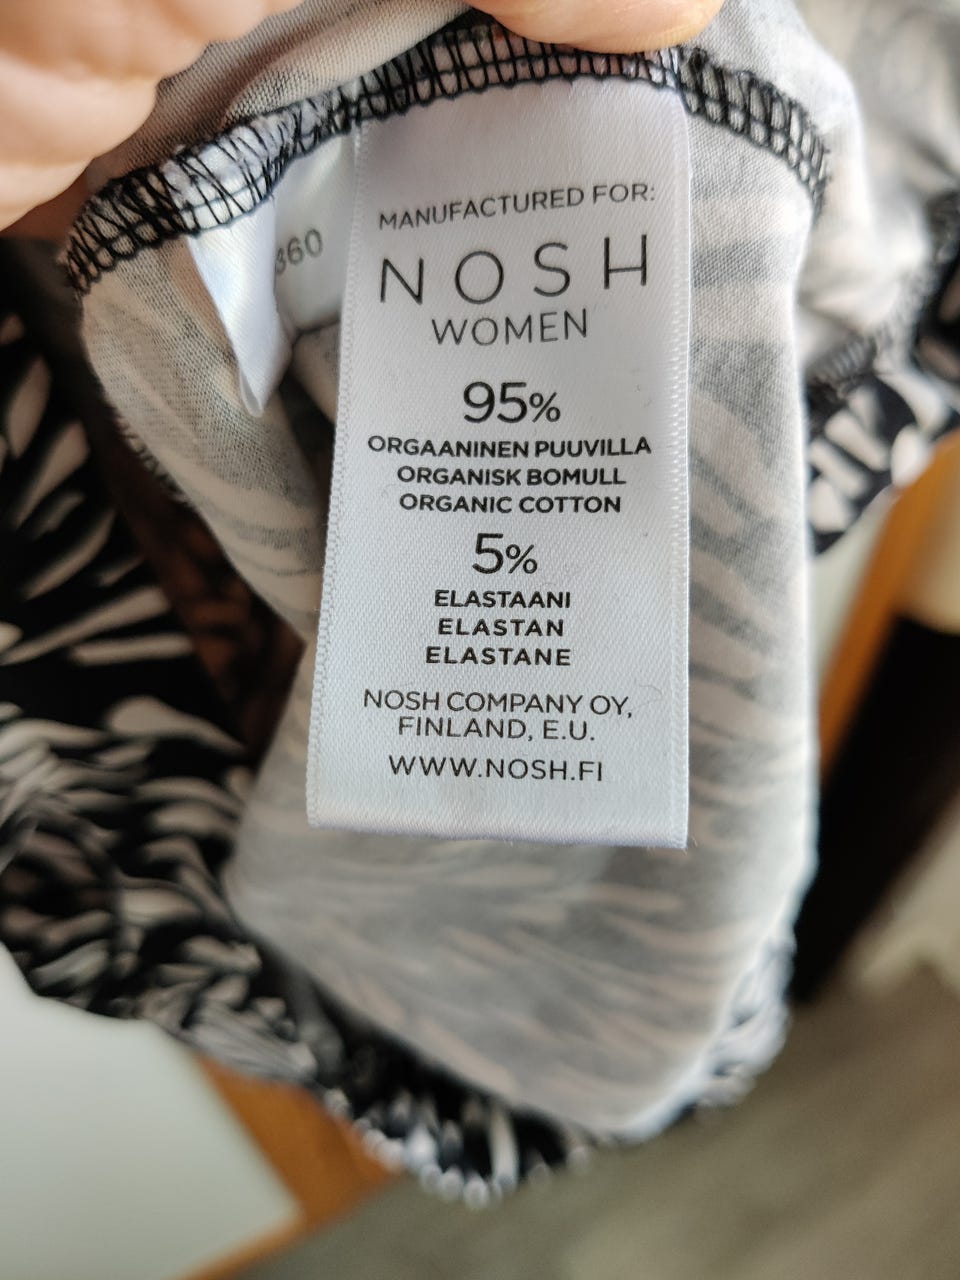 MANUFACTURED FOR:
NOSH
WOMEN
95%
ORGAANINEN PUUVILLA
ORGANISK BOMULL
ORGANIC COTTON
5%
ELASTAANI
ELASTAN
ELASTANE
NOSH COMPANY OY,
FINLAND, E.U.
WWW.NOSH.FI